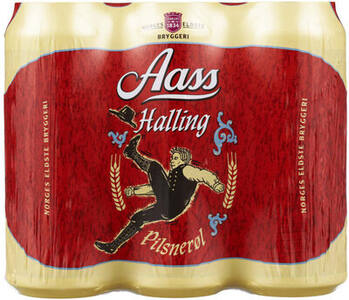 NORGES ELDSTE
1834
BRYGGERI
Aass
Halling
Pilsnerøl
NORGES ELDSTE BRYGGERI
NORGES ELDSTE BRYGGERI